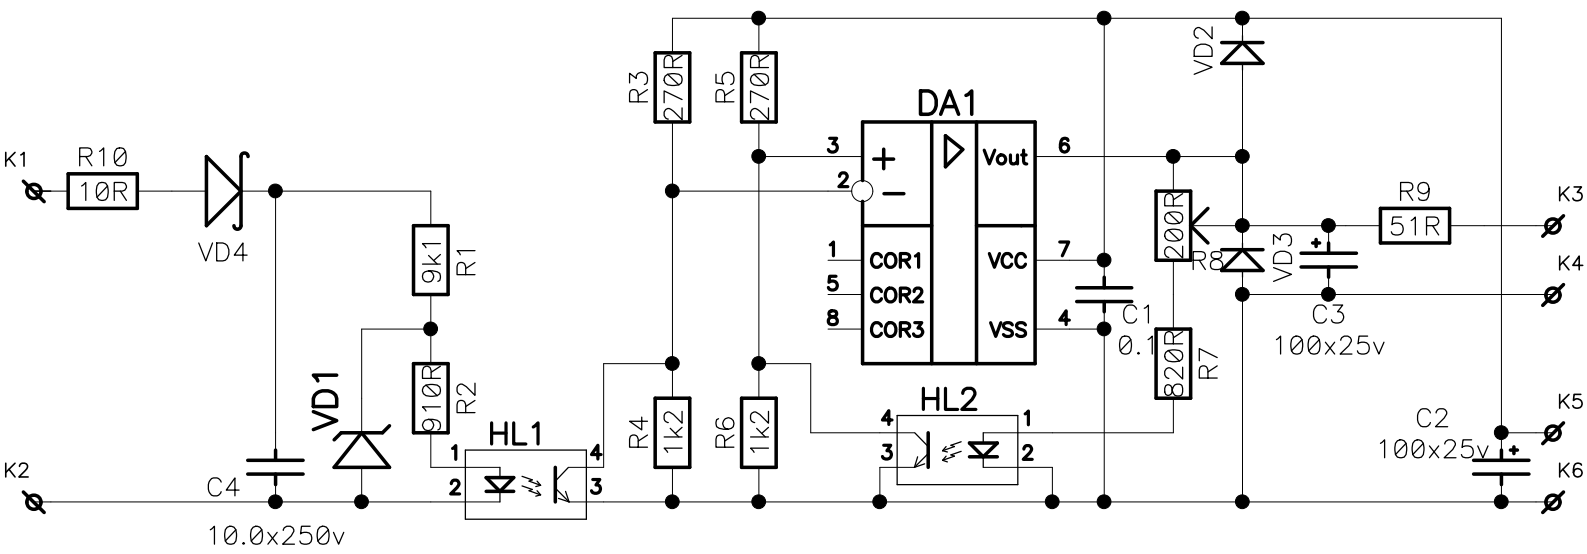 K1
R10
10R
VD4
9k1
R1
910R
R2
VD1
C4
10.0x250v
K2
HL1
1
2
4
3
R3
270R
R5
270R
R4
1k2
R6
1k2
DA1
3
+
2
−
Vout
6
1
COR1
VCC
7
5
COR2
8
COR3
VSS
4
C1
0.1
HL2
4
3
1
2
VD2
200R
R8
820R
R7
VD3
+
C3
100x25v
R9
51R
K3
K4
C2
100x25v
+
K5
K6